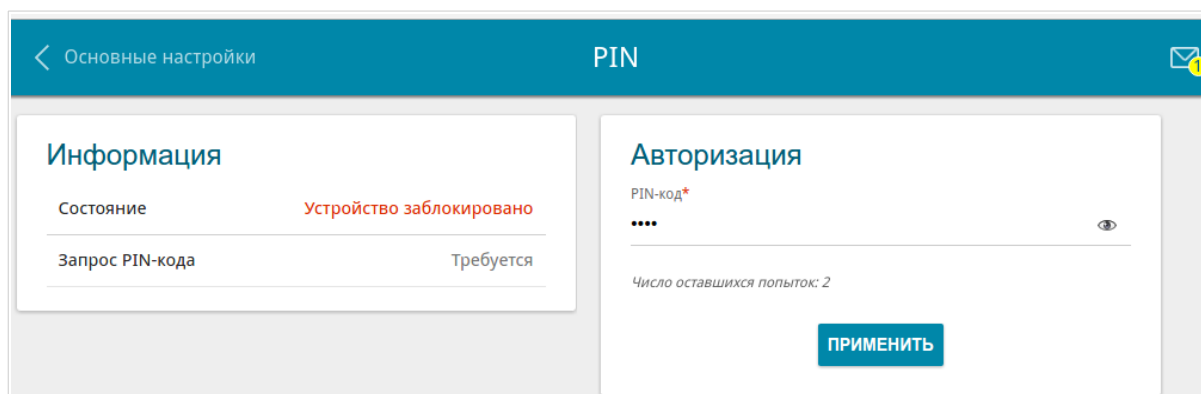 Основные настройки
PIN
1
Информация
Состояние Устройство заблокировано
Запрос PIN-кода Требуется
Авторизация
PIN-код*
••••
Число оставшихся попыток: 2
ПРИМЕНИТЬ